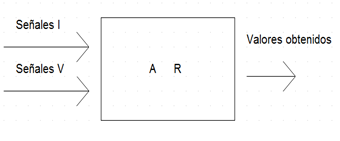 Señales I
Valores obtenidos
Señales V
A R